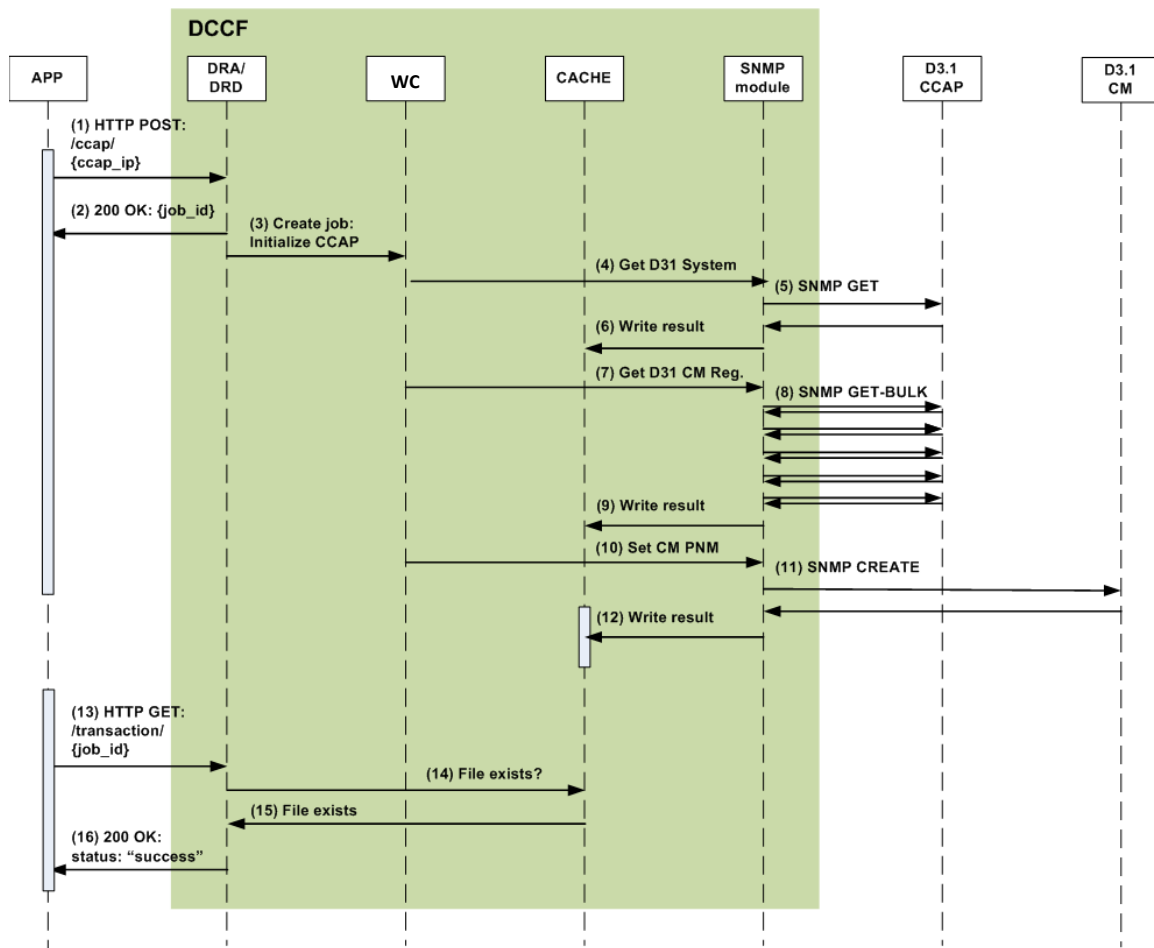 DCCF
APP
DRA/
DRD
WC
CACHE
SNMP
module
D3.1
CCAP
D3.1
CM
(1) HTTP POST:
/ccap/
{ccap_ip}
(2) 200 OK: {job_id}
(3) Create job:
Initialize CCAP
(4) Get D31 System
(5) SNMP GET
(6) Write result
(7) Get D31 CM Reg.
(8) SNMP GET-BULK
(9) Write result
(10) Set CM PNM
(11) SNMP CREATE
(12) Write result
(13) HTTP GET:
/transaction/
{job_id}
(14) File exists?
(15) File exists
(16) 200 OK:
status: “success”